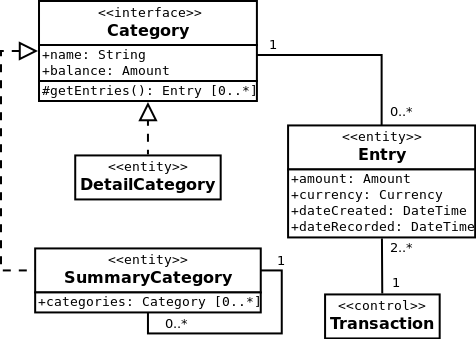 <<interface>>
Category
+name: String
+balance: Amount
#getEntries(): Entry [0..*]
1
0..*
<<entity>>
Entry
+amount: Amount
+currency: Currency
+dateCreated: DateTime
+dateRecorded: DateTime
<<entity>>
DetailCategory
2..*
1
<<entity>>
SummaryCategory
+categories: Category [0..*]
1
0..*
<<control>>
Transaction